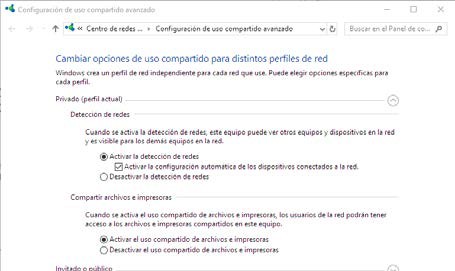 Configuración de uso compartido avanzado
Centro de redes ... Configuración de uso compartido avanzado
Buscar en el Panel de co...
Cambiar opciones de uso compartido para distintos perfiles de red
Windows crea un perfil de red independiente para cada red que use. Puede elegir opciones específicas para
cada perfil.
Privado (perfil actual)
Detección de redes
Cuando se activa la detección de redes, este equipo puede ver otros equipos y dispositivos en la red
y es visible para los demás equipos en la red.
Activar la detección de redes
Activar la configuración automática de los dispositivos conectados a la red.
Desactivar la detección de redes
Compartir archivos e impresoras
Cuando se activa el uso compartido de archivos e impresoras, los usuarios de la red podrán tener
acceso a los archivos e impresoras compartidos en este equipo.
Activar el uso compartido de archivos e impresoras
Desactivar el uso compartido de archivos e impresoras
Invitado o público